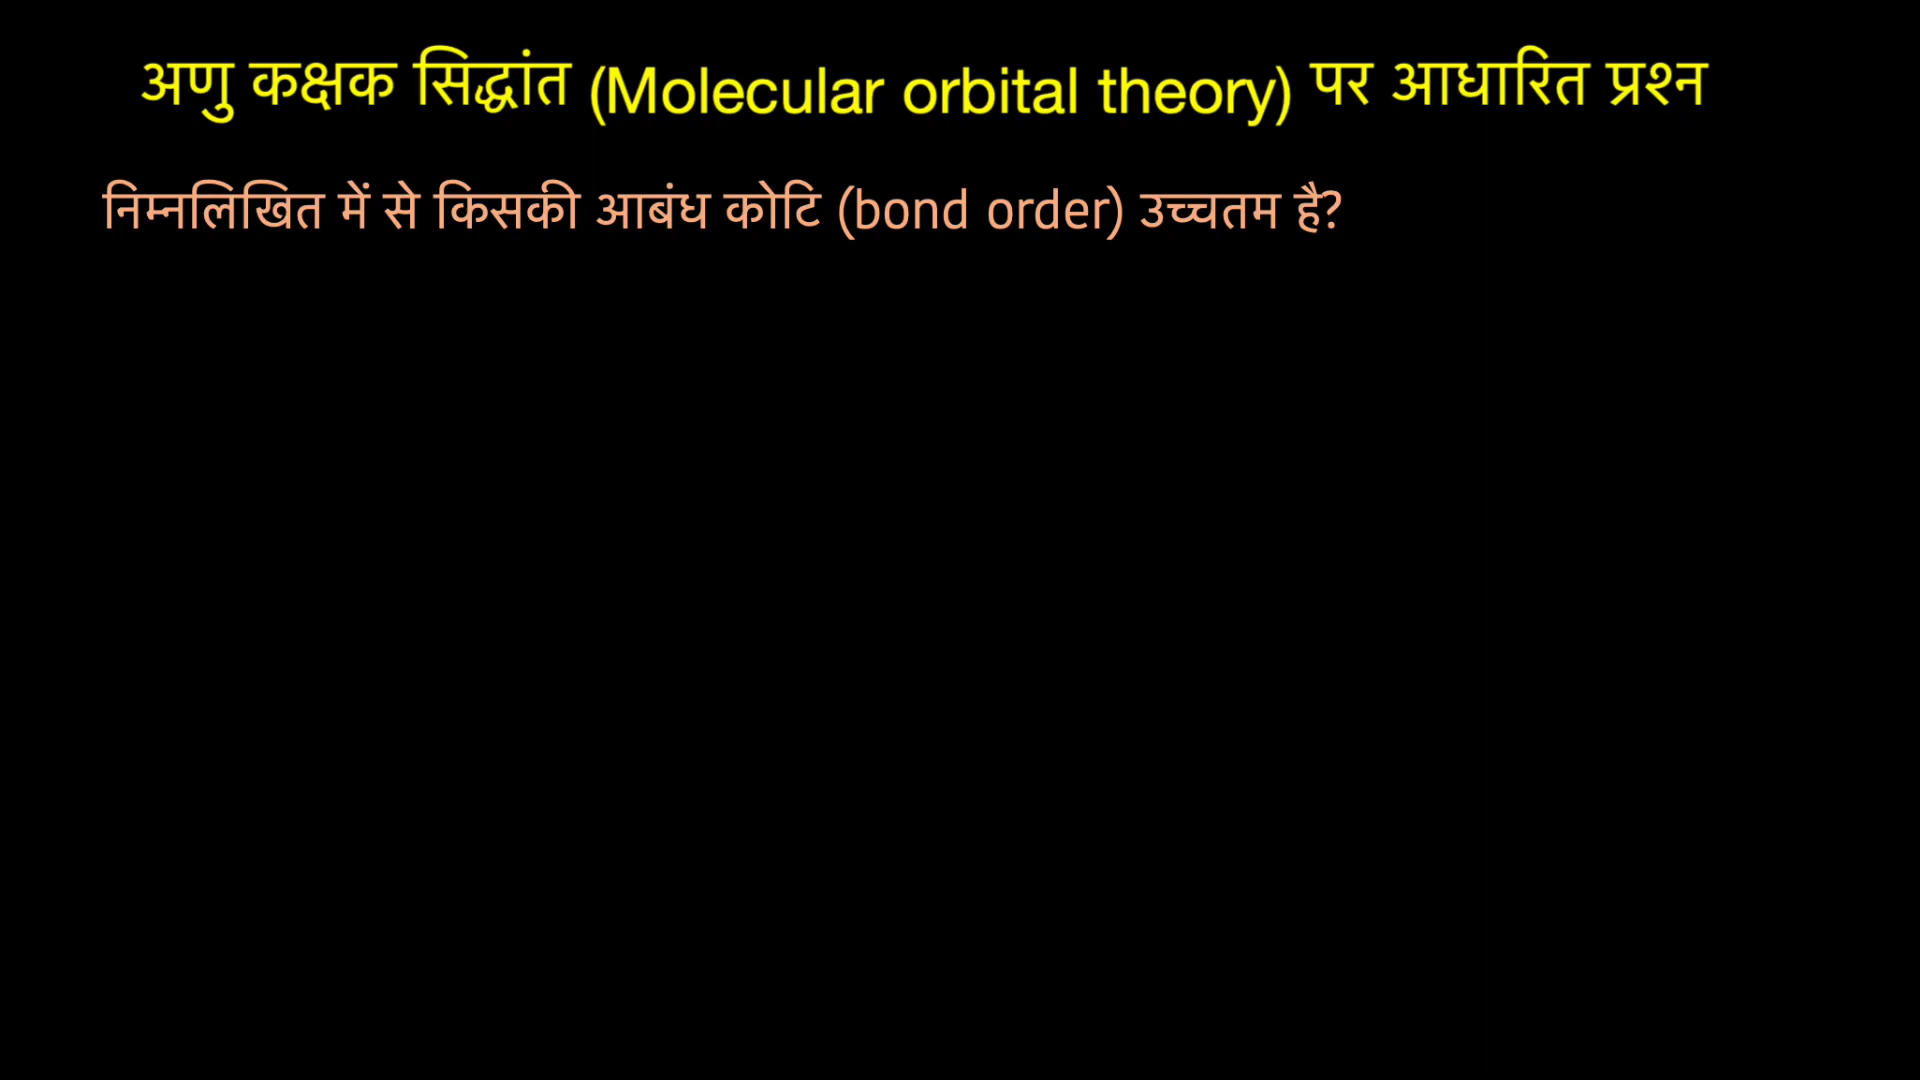 अणु कक्षक सिद्धांत (Molecular orbital theory) पर आधारित प्रश्न
निम्नलिखित में से किसकी आबंध कोटि (bond order) उच्चतम है?